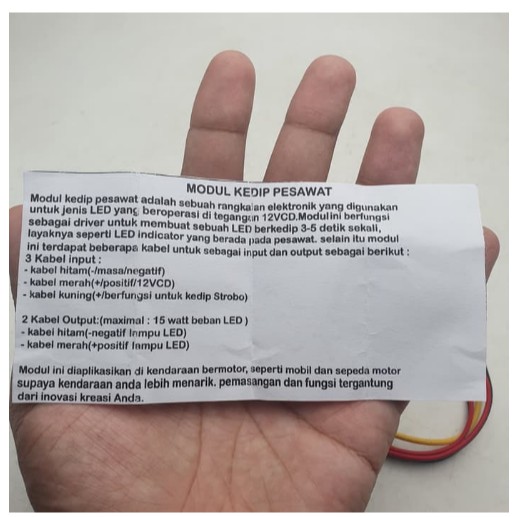 MODUL KEDIP PESAWAT
Modul kedip pesawat adalah sebuah rangkaian elektronik yang digunakan
untuk jenis LED yang beroperasi di tegangan 12VCD.Modul ini berfungsi
sebagai driver untuk membuat sebuah LED berkedip 3-5 detik sekali,
layaknya seperti LED indicator yang berada pada pesawat. selain itu modul
ini terdapat beberapa kabel untuk sebagai input dan output sebagai berikut :
3 Kabel input :
- kabel hitam(-/masa/negatif)
- kabel merah(+/positif/12VCD)
- kabel kuning(+/berfungsi untuk kedip Strobo)
2 Kabel Output:(maximal : 15 watt beban LED )
- kabel hitam(-negatif lampu LED)
- kabel merah(+positif lampu LED)
Modul ini diaplikasikan di kendaraan bermotor, seperti mobil dan sepeda motor
supaya kendaraan anda lebih menarik. pemasangan dan fungsi tergantung
dari inovasi kreasi Anda.